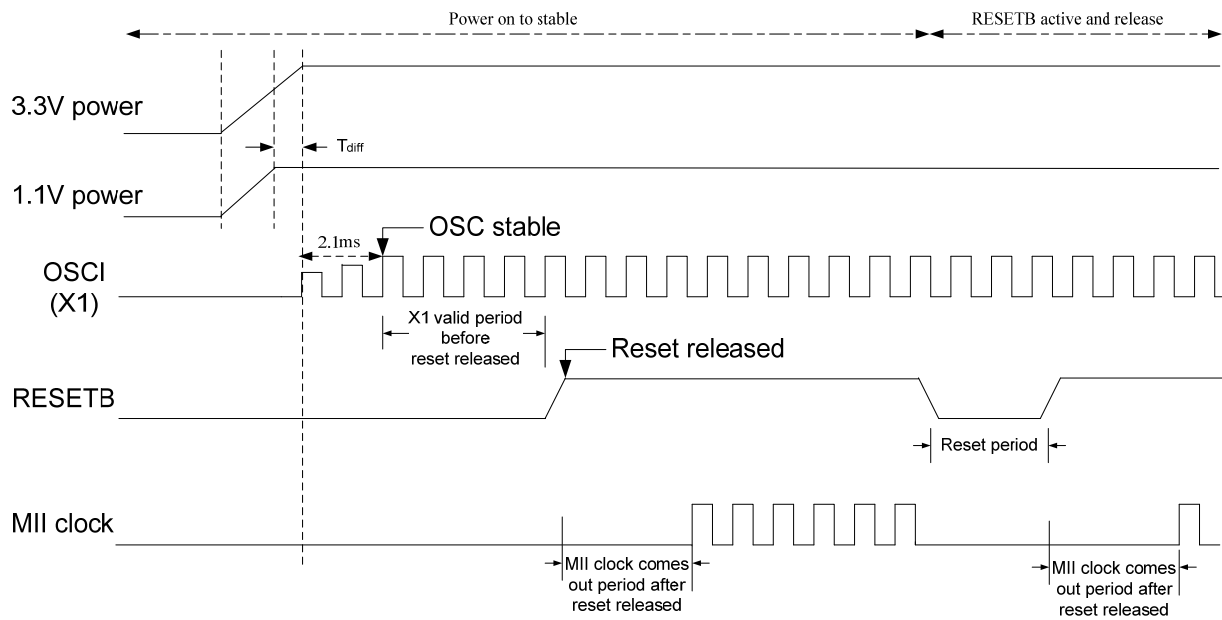 Power on to stable
RESETB active and release
3.3V power
Tdiff
1.1V power
OSC stable
2.1ms
OSCI
(X1)
X1 valid period
before
reset released
Reset released
RESETB
Reset period
MII clock
MII clock comes
out period after
reset released
MII clock comes
out period after
reset released